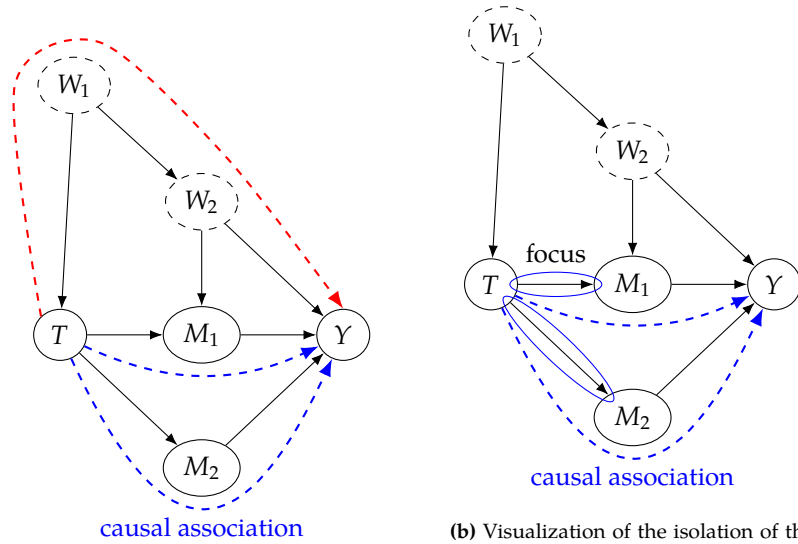 W₁
W₂
T
M₁
Y
M₂
causal association
W₁
W₂
focus
T
M₁
Y
M₂
causal association
(b) Visualization of the isolation of th